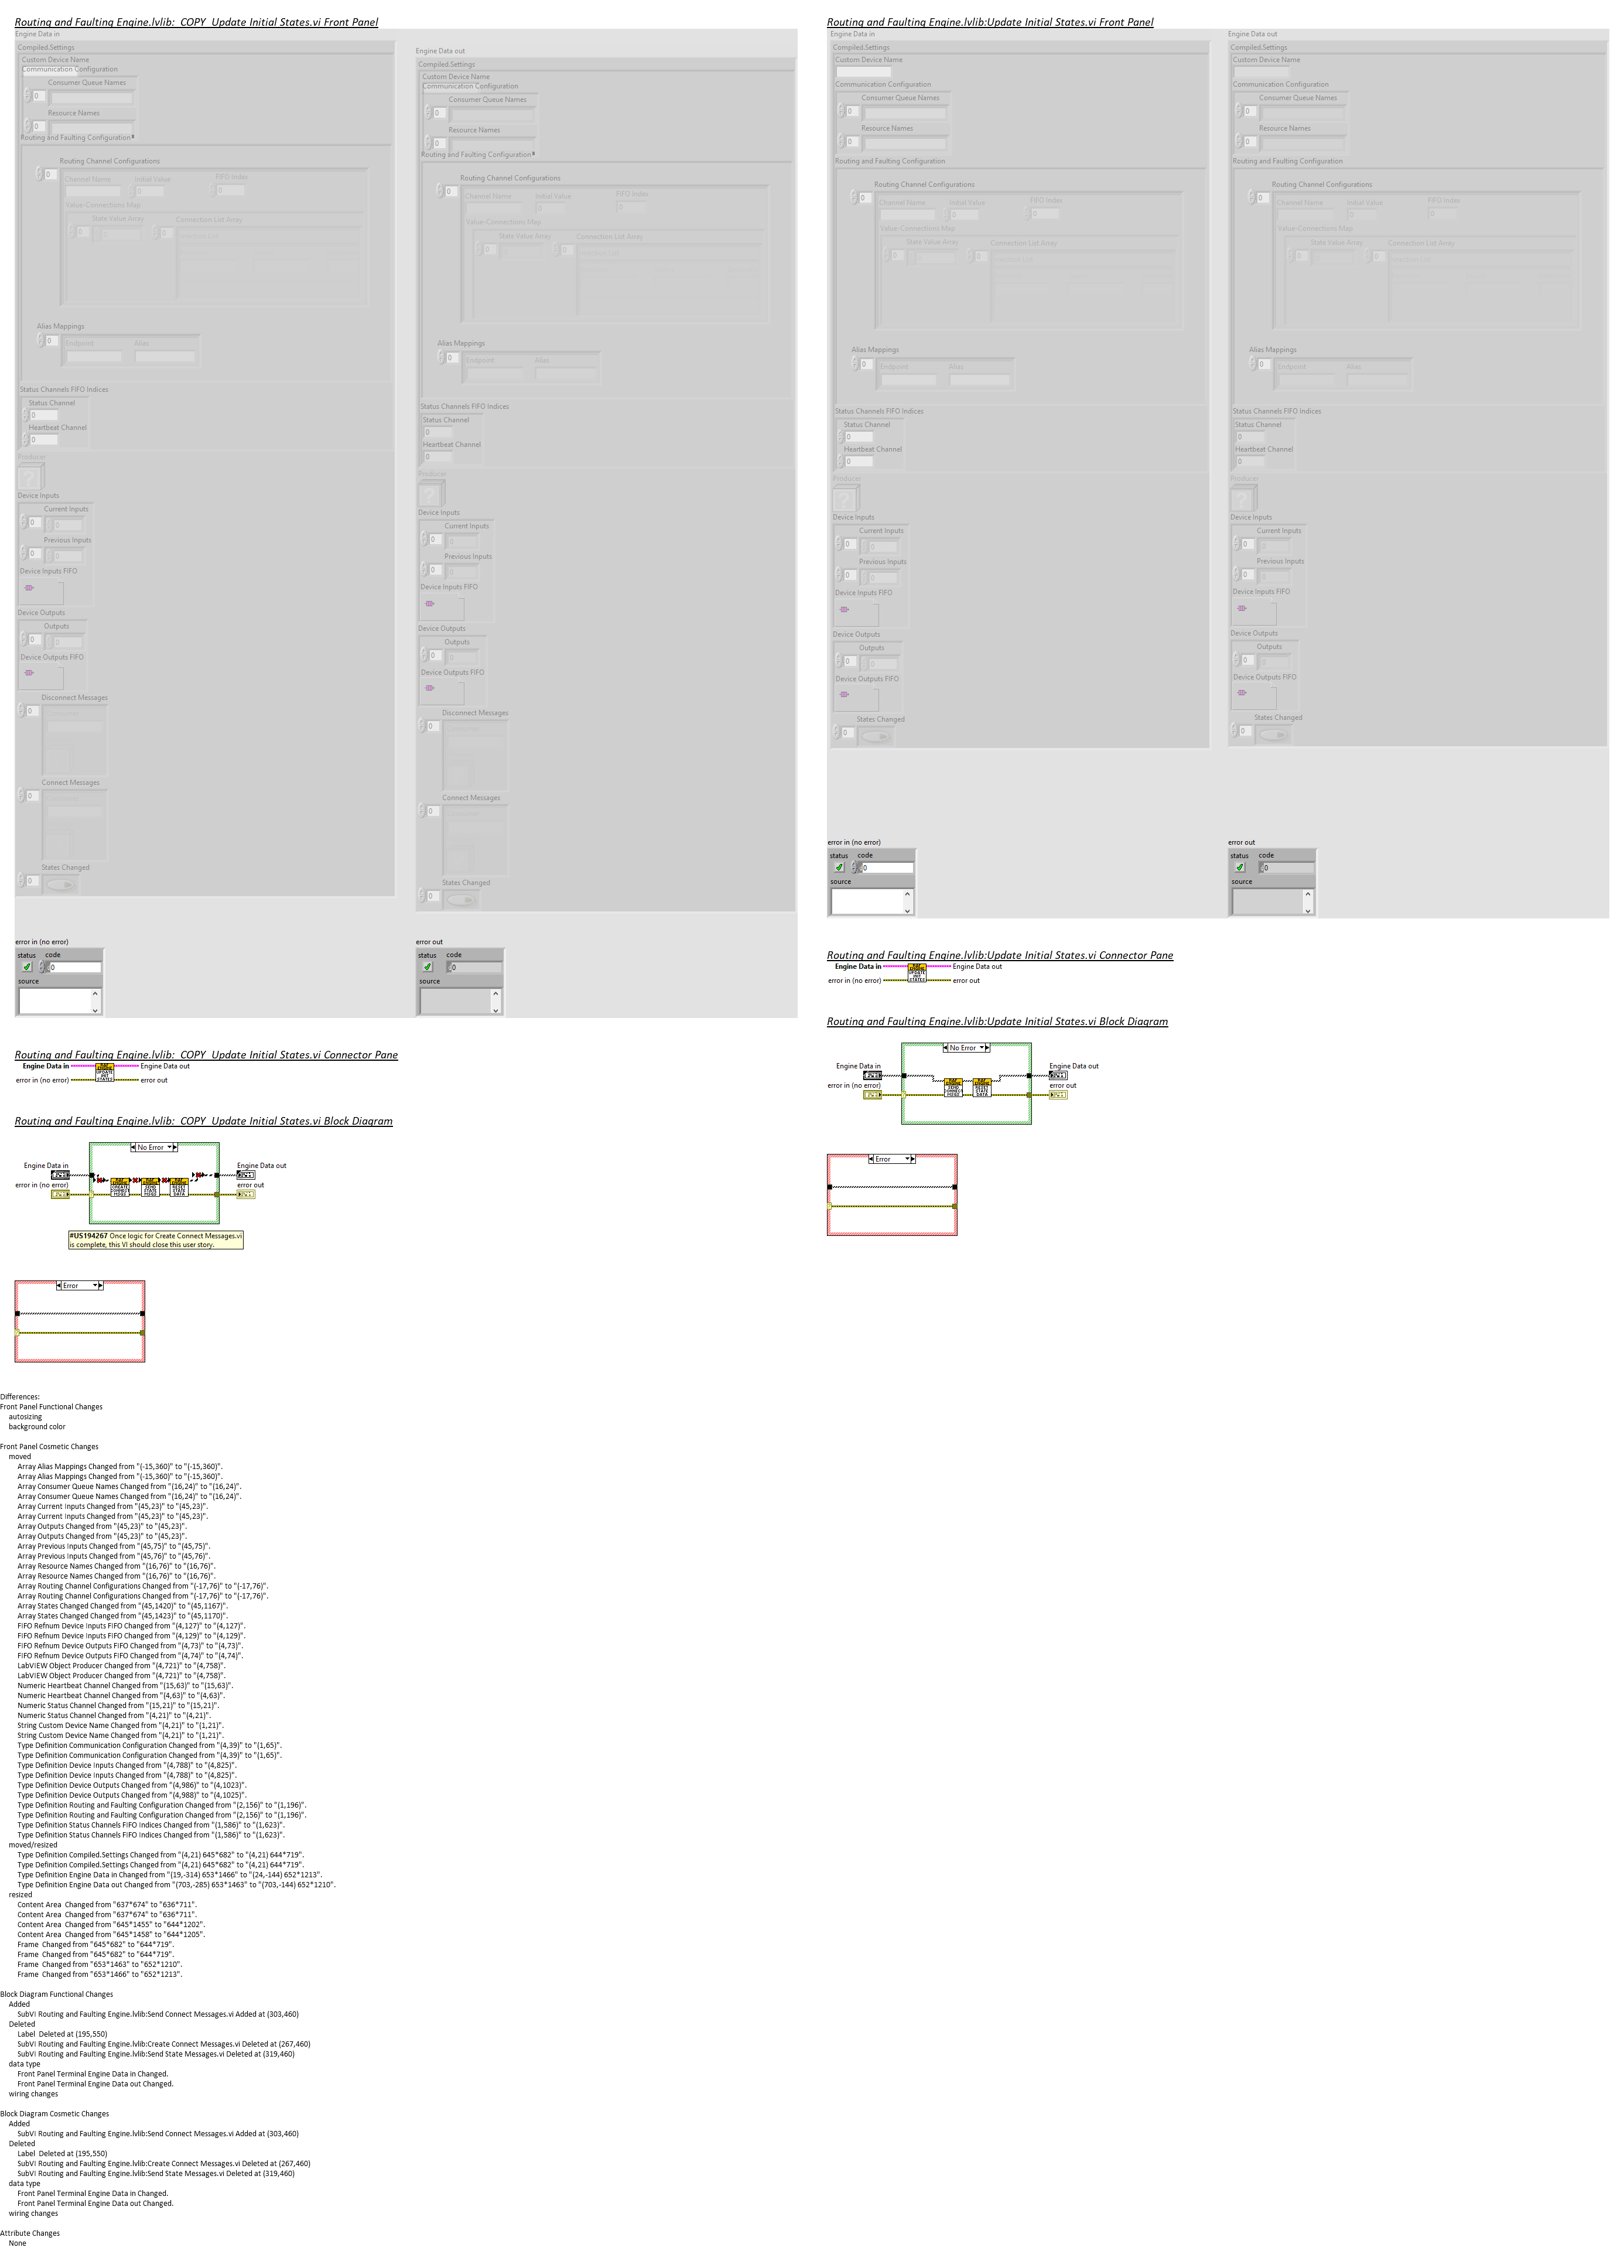 Routing and Faulting Engine.lvlib:_COPY_Update Initial States.vi Front Panel
Engine Data in
Compiled.Settings
Custom Device Name
Communication Configuration
Consumer Queue Names
0
Resource Names
0
Routing and Faulting Configuration
Routing Channel Configurations
0
Channel Name
Initial Value
FIFO Index
0
0
Value-Connections Map
State Value Array
Connection List Array
0
0
Alias Mappings
0
Endpoint
Alias
Status Channels FIFO Indices
Status Channel
0
Heartbeat Channel
0
Producer
Device Inputs
Current Inputs
0
0
Previous Inputs
0
0
Device Inputs FIFO
Device Outputs
Outputs
0
0
Device Outputs FIFO
Disconnect Messages
0
Connect Messages
0
States Changed
0
error in (no error)
status
code
0
source
Engine Data out
Compiled.Settings
Custom Device Name
Communication Configuration
Consumer Queue Names
0
Resource Names
0
Routing and Faulting Configuration
Routing Channel Configurations
0
Channel Name
Initial Value
FIFO Index
0
0
Value-Connections Map
State Value Array
Connection List Array
0
0
Alias Mappings
0
Endpoint
Alias
Status Channels FIFO Indices
Status Channel
0
Heartbeat Channel
0
Producer
Device Inputs
Current Inputs
0
0
Previous Inputs
0
0
Device Inputs FIFO
Device Outputs
Outputs
0
0
Device Outputs FIFO
Disconnect Messages
0
Connect Messages
0
States Changed
0
error out
status
code
0
source
Routing and Faulting Engine.lvlib:_COPY_Update Initial States.vi Connector Pane
Engine Data in
Engine Data out
error in (no error)
error out
UPDATE
INIT
STATES
Routing and Faulting Engine.lvlib:_COPY_Update Initial States.vi Block Diagram
No Error
Engine Data in
Engine Data out
error in (no error)
error out
CREATE
CONNECT
MSGS
SEND
STATE
MSGS
RESET
STATE
DATA
#US194267 Once logic for Create Connect Messages.vi
is complete, this VI should close this user story.
Error
Routing and Faulting Engine.lvlib:Update Initial States.vi Front Panel
Engine Data in
Compiled.Settings
Custom Device Name
Communication Configuration
Consumer Queue Names
0
Resource Names
0
Routing and Faulting Configuration
Routing Channel Configurations
0
Channel Name
Initial Value
FIFO Index
0
0
Value-Connections Map
State Value Array
Connection List Array
0
0
Alias Mappings
0
Endpoint
Alias
Status Channels FIFO Indices
Status Channel
0
Heartbeat Channel
0
Producer
Device Inputs
Current Inputs
0
0
Previous Inputs
0
0
Device Inputs FIFO
Device Outputs
Outputs
0
0
Device Outputs FIFO
States Changed
0
error in (no error)
status
code
0
source
Engine Data out
Compiled.Settings
Custom Device Name
Communication Configuration
Consumer Queue Names
0
Resource Names
0
Routing and Faulting Configuration
Routing Channel Configurations
0
Channel Name
Initial Value
FIFO Index
0
0
Value-Connections Map
State Value Array
Connection List Array
0
0
Alias Mappings
0
Endpoint
Alias
Status Channels FIFO Indices
Status Channel
0
Heartbeat Channel
0
Producer
Device Inputs
Current Inputs
0
0
Previous Inputs
0
0
Device Inputs FIFO
Device Outputs
Outputs
0
0
Device Outputs FIFO
States Changed
0
error out
status
code
0
source
Routing and Faulting Engine.lvlib:Update Initial States.vi Connector Pane
Engine Data in
Engine Data out
error in (no error)
error out
UPDATE
INIT
STATES
Routing and Faulting Engine.lvlib:Update Initial States.vi Block Diagram
No Error
Engine Data in
Engine Data out
error in (no error)
error out
SEND
CONNECT
MSGS
RESET
STATE
DATA
Error
Differences:
Front Panel Functional Changes
autosizing
background color
Front Panel Cosmetic Changes
moved
Array Alias Mappings Changed from "(-15,360)" to "(-15,360)".
Array Alias Mappings Changed from "(-15,360)" to "(-15,360)".
Array Consumer Queue Names Changed from "(16,24)" to "(16,24)".
Array Consumer Queue Names Changed from "(16,24)" to "(16,24)".
Array Current Inputs Changed from "(45,23)" to "(45,23)".
Array Current Inputs Changed from "(45,23)" to "(45,23)".
Array Outputs Changed from "(45,23)" to "(45,23)".
Array Outputs Changed from "(45,23)" to "(45,23)".
Array Previous Inputs Changed from "(45,75)" to "(45,75)".
Array Previous Inputs Changed from "(45,76)" to "(45,76)".
Array Resource Names Changed from "(16,76)" to "(16,76)".
Array Resource Names Changed from "(16,76)" to "(16,76)".
Array Routing Channel Configurations Changed from "(-17,76)" to "(-17,76)".
Array Routing Channel Configurations Changed from "(-17,76)" to "(-17,76)".
Array States Changed Changed from "(45,1420)" to "(45,1167)".
Array States Changed Changed from "(45,1423)" to "(45,1170)".
FIFO Refnum Device Inputs FIFO Changed from "(4,127)" to "(4,127)".
FIFO Refnum Device Inputs FIFO Changed from "(4,129)" to "(4,129)".
FIFO Refnum Device Outputs FIFO Changed from "(4,73)" to "(4,73)".
FIFO Refnum Device Outputs FIFO Changed from "(4,74)" to "(4,74)".
LabVIEW Object Producer Changed from "(4,721)" to "(4,758)".
LabVIEW Object Producer Changed from "(4,721)" to "(4,758)".
Numeric Heartbeat Channel Changed from "(15,63)" to "(15,63)".
Numeric Heartbeat Channel Changed from "(4,63)" to "(4,63)".
Numeric Status Channel Changed from "(15,21)" to "(15,21)".
Numeric Status Channel Changed from "(4,21)" to "(4,21)".
String Custom Device Name Changed from "(4,21)" to "(1,21)".
String Custom Device Name Changed from "(4,21)" to "(1,21)".
Type Definition Communication Configuration Changed from "(4,39)" to "(1,65)".
Type Definition Communication Configuration Changed from "(4,39)" to "(1,65)".
Type Definition Device Inputs Changed from "(4,788)" to "(4,825)".
Type Definition Device Inputs Changed from "(4,788)" to "(4,825)".
Type Definition Device Outputs Changed from "(4,986)" to "(4,1023)".
Type Definition Device Outputs Changed from "(4,988)" to "(4,1025)".
Type Definition Routing and Faulting Configuration Changed from "(2,156)" to "(1,196)".
Type Definition Routing and Faulting Configuration Changed from "(2,156)" to "(1,196)".
Type Definition Status Channels FIFO Indices Changed from "(1,586)" to "(1,623)".
Type Definition Status Channels FIFO Indices Changed from "(1,586)" to "(1,623)".
moved/resized
Type Definition Compiled.Settings Changed from "(4,21) 645*682" to "(4,21) 644*719".
Type Definition Compiled.Settings Changed from "(4,21) 645*682" to "(4,21) 644*719".
Type Definition Engine Data in Changed from "(19,-314) 653*1466" to "(24,-144) 652*1213".
Type Definition Engine Data out Changed from "(703,-285) 653*1463" to "(703,-144) 652*1210".
resized
Content Area  Changed from "637*674" to "636*711".
Content Area  Changed from "637*674" to "636*711".
Content Area  Changed from "645*1455" to "644*1202".
Content Area  Changed from "645*1458" to "644*1205".
Frame  Changed from "645*682" to "644*719".
Frame  Changed from "645*682" to "644*719".
Frame  Changed from "653*1463" to "652*1210".
Frame  Changed from "653*1466" to "652*1213".
Block Diagram Functional Changes
Added
SubVI Routing and Faulting Engine.lvlib:Send Connect Messages.vi Added at (303,460)
Deleted
Label  Deleted at (195,550)
SubVI Routing and Faulting Engine.lvlib:Create Connect Messages.vi Deleted at (267,460)
SubVI Routing and Faulting Engine.lvlib:Send State Messages.vi Deleted at (319,460)
data type
Front Panel Terminal Engine Data in Changed.
Front Panel Terminal Engine Data out Changed.
wiring changes
Block Diagram Cosmetic Changes
Added
SubVI Routing and Faulting Engine.lvlib:Send Connect Messages.vi Added at (303,460)
Deleted
Label  Deleted at (195,550)
SubVI Routing and Faulting Engine.lvlib:Create Connect Messages.vi Deleted at (267,460)
SubVI Routing and Faulting Engine.lvlib:Send State Messages.vi Deleted at (319,460)
data type
Front Panel Terminal Engine Data in Changed.
Front Panel Terminal Engine Data out Changed.
wiring changes
Attribute Changes
None